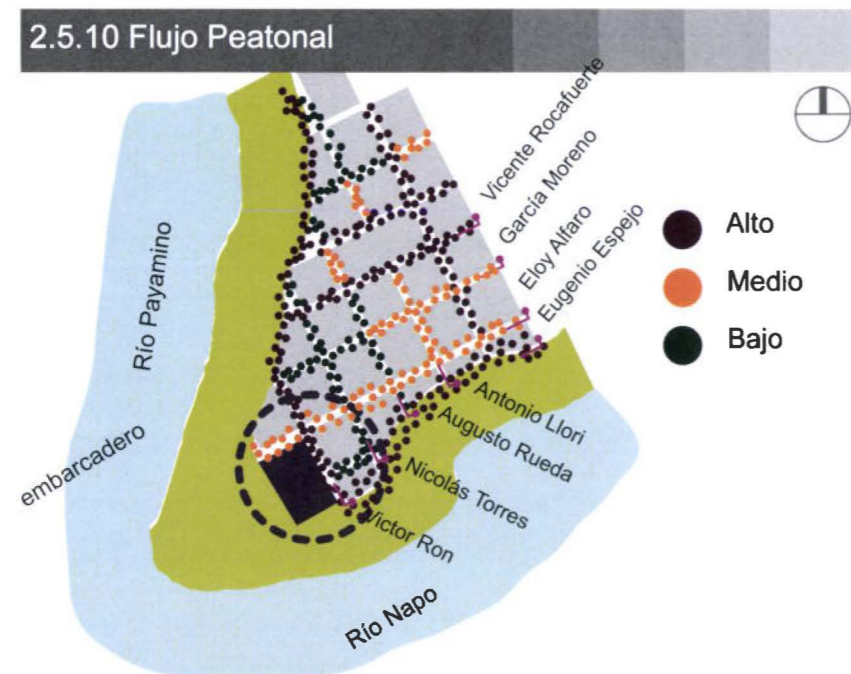 2.5.10 Flujo Peatonal
Vicente Rocafuerte
García Moreno
Eloy Alfaro
Eugenio Espejo
Alto
Medio
Bajo
Río Payamino
embarcadero
Antonio Llori
Augusto Rueda
Nicolás Torres
Victor Ron
Río Napo